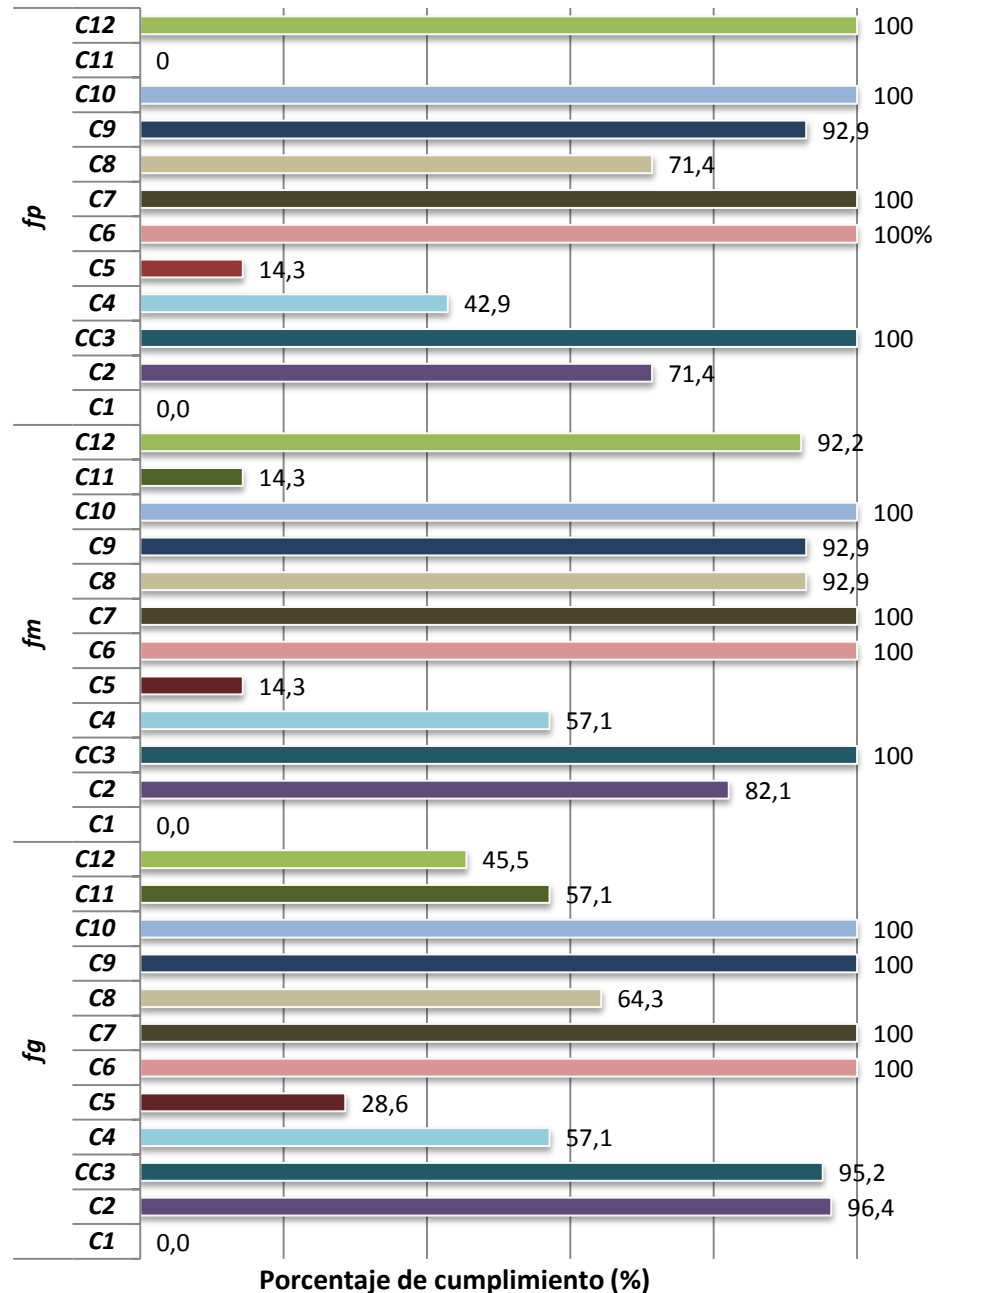 fp
C12 100
C11 0
C10 100
C9 92,9
C8 71,4
C7 100
C6 100%
C5 14,3
C4 42,9
CC3 100
C2 71,4
C1 0,0
fm
C12 92,2
C11 14,3
C10 100
C9 92,9
C8 92,9
C7 100
C6 100
C5 14,3
C4 57,1
CC3 100
C2 82,1
C1 0,0
fg
C12 45,5
C11 57,1
C10 100
C9 100
C8 64,3
C7 100
C6 100
C5 28,6
C4 57,1
CC3 95,2
C2 96,4
C1 0,0
Porcentaje de cumplimiento (%)